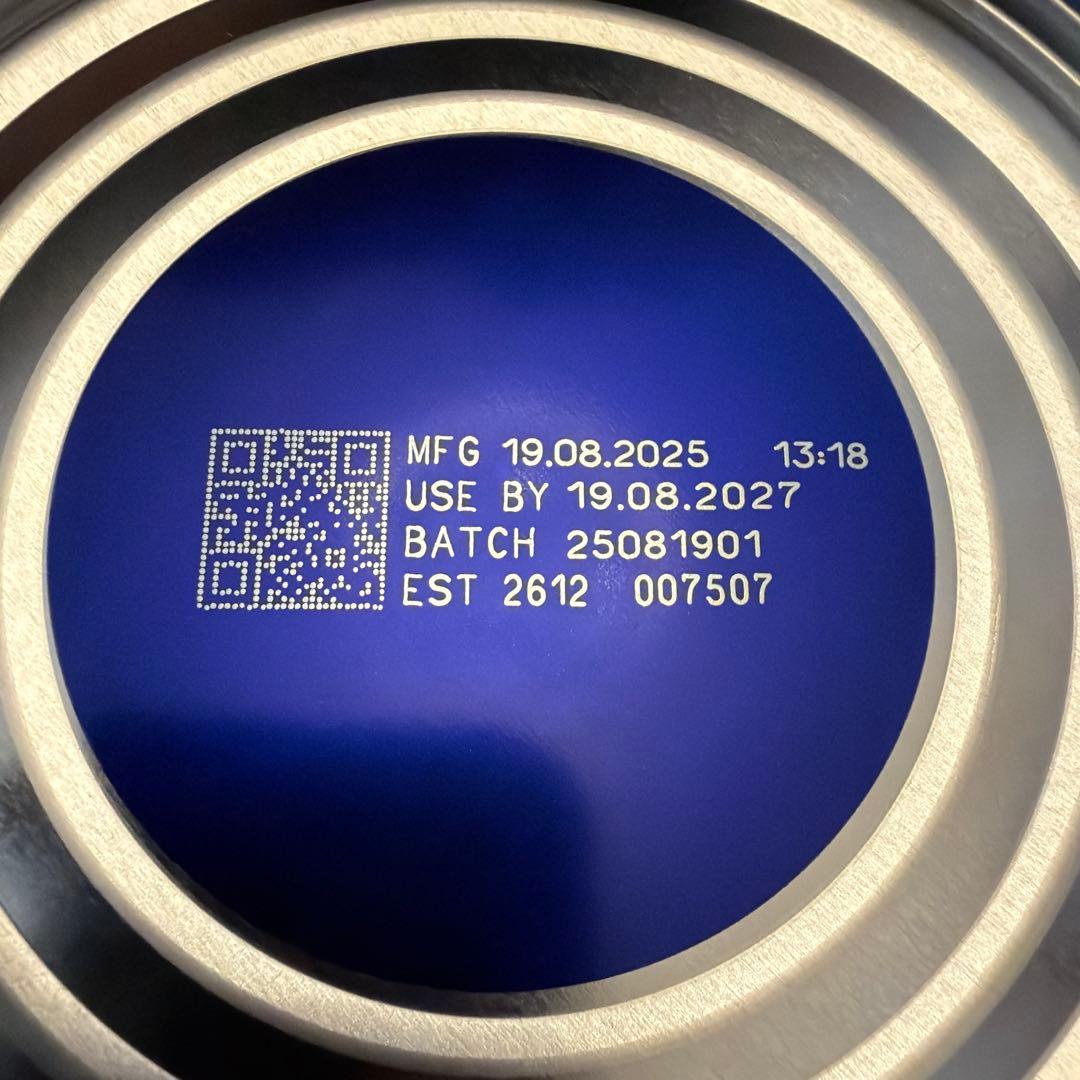 MFG 19.08.2025 13:18
USE BY 19.08.2027
BATCH 25081901
EST 2612 007507